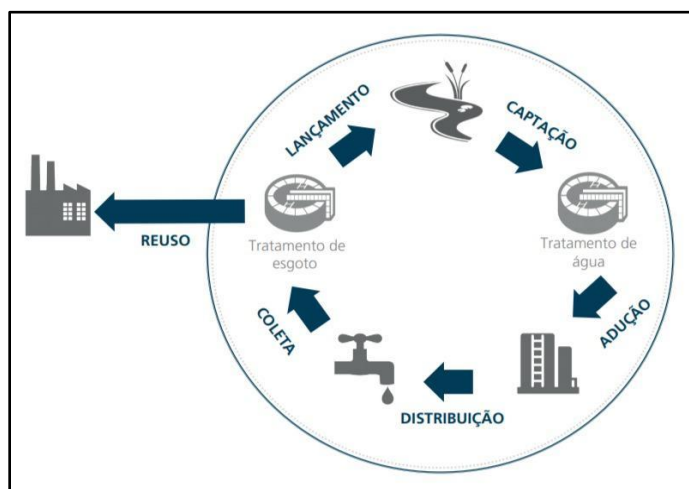 LANÇAMENTO
CAPTAÇÃO
REUSO
Tratamento de
esgoto
Tratamento de
água
COLETA
ADUÇÃO
DISTRIBUIÇÃO